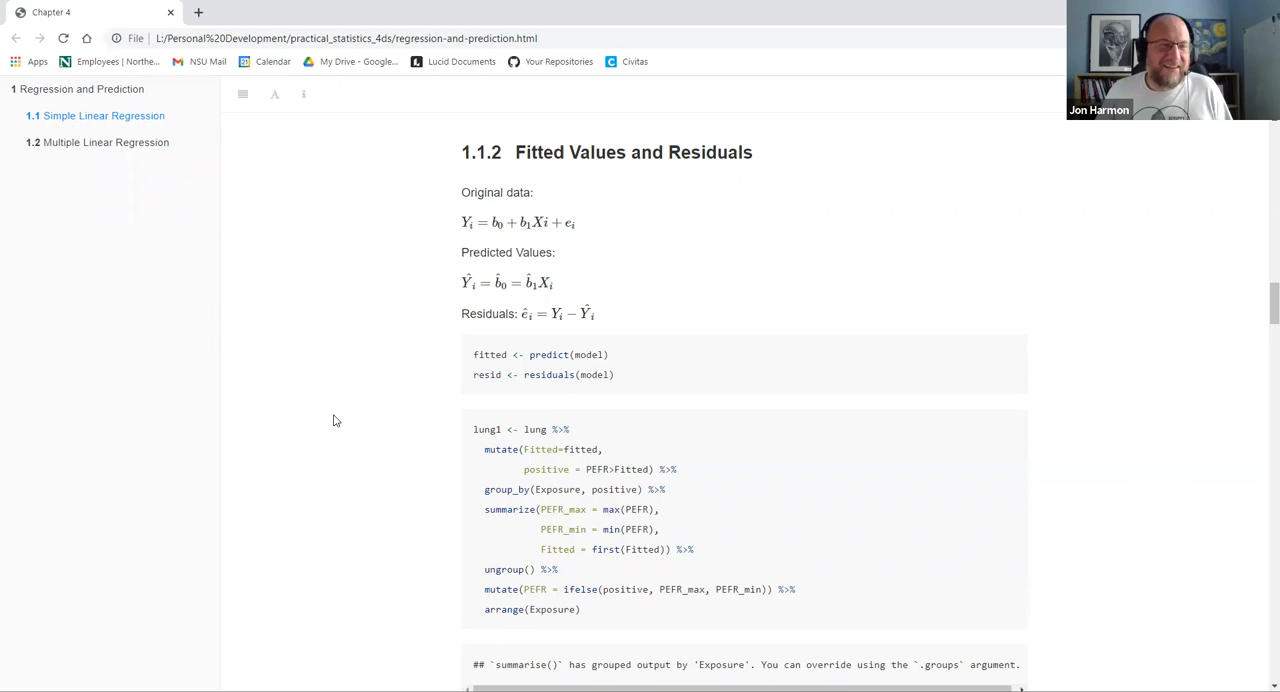 Chapter 4
File | L:/Personal%20Development/practical_statistics_4ds/regression-and-prediction.html
Apps Employees | Northe... NSU Mail Calendar My Drive - Google... Lucid Documents Your Repositories Civitas
Jon Harmon
1 Regression and Prediction
1.1 Simple Linear Regression
1.2 Multiple Linear Regression
1.1.2 Fitted Values and Residuals
Original data:
Yᵢ = b₀ + b₁Xi + eᵢ
Predicted Values:
Ŷᵢ = b̂₀ = b̂₁Xᵢ
Residuals: êᵢ = Yᵢ − Ŷᵢ
fitted <- predict(model)
resid <- residuals(model)
lung1 <- lung %>%
mutate(Fitted=fitted,
positive = PEFR>Fitted) %>%
group_by(Exposure, positive) %>%
summarize(PEFR_max = max(PEFR),
PEFR_min = min(PEFR),
Fitted = first(Fitted)) %>%
ungroup() %>%
mutate(PEFR = ifelse(positive, PEFR_max, PEFR_min)) %>%
arrange(Exposure)
## `summarise()` has grouped output by 'Exposure'. You can override using the `.groups` argument.